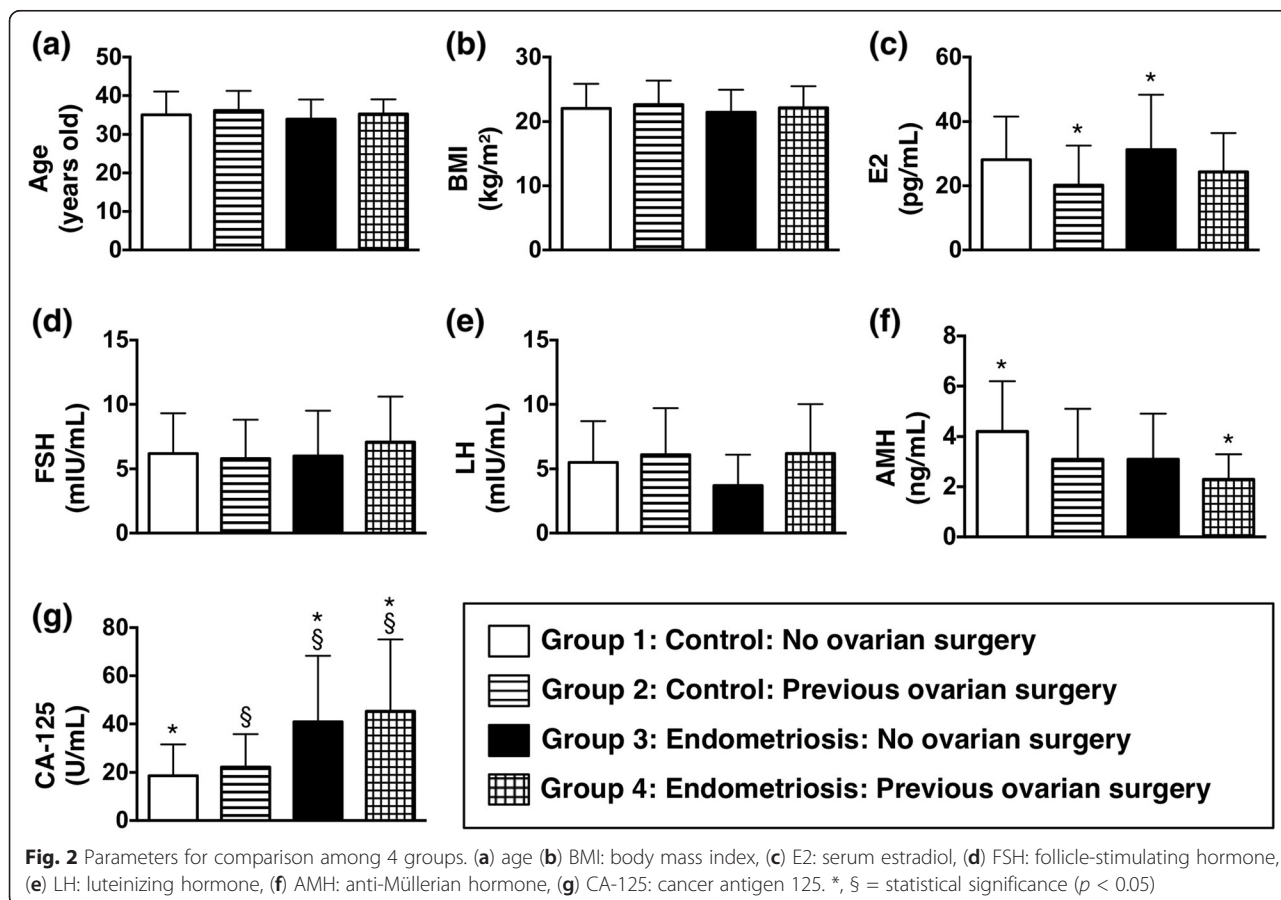 (a)
50
40
30
20
10
0
Age
(years old)
(b)
30
20
10
0
BMI
(kg/m²)
(c)
60
40
20
0
E2
(pg/mL)
*
*
(d)
15
10
5
0
FSH
(mIU/mL)
(e)
15
10
5
0
LH
(mIU/mL)
(f)
8
6
4
2
0
AMH
(ng/mL)
*
*
(g)
80
60
40
20
0
CA-125
(U/mL)
*
§
*
§
*
§
Group 1: Control: No ovarian surgery
Group 2: Control: Previous ovarian surgery
Group 3: Endometriosis: No ovarian surgery
Group 4: Endometriosis: Previous ovarian surgery
Fig. 2 Parameters for comparison among 4 groups. (a) age (b) BMI: body mass index, (c) E2: serum estradiol, (d) FSH: follicle-stimulating hormone,
(e) LH: luteinizing hormone, (f) AMH: anti-Müllerian hormone, (g) CA-125: cancer antigen 125. *, § = statistical significance (p < 0.05)